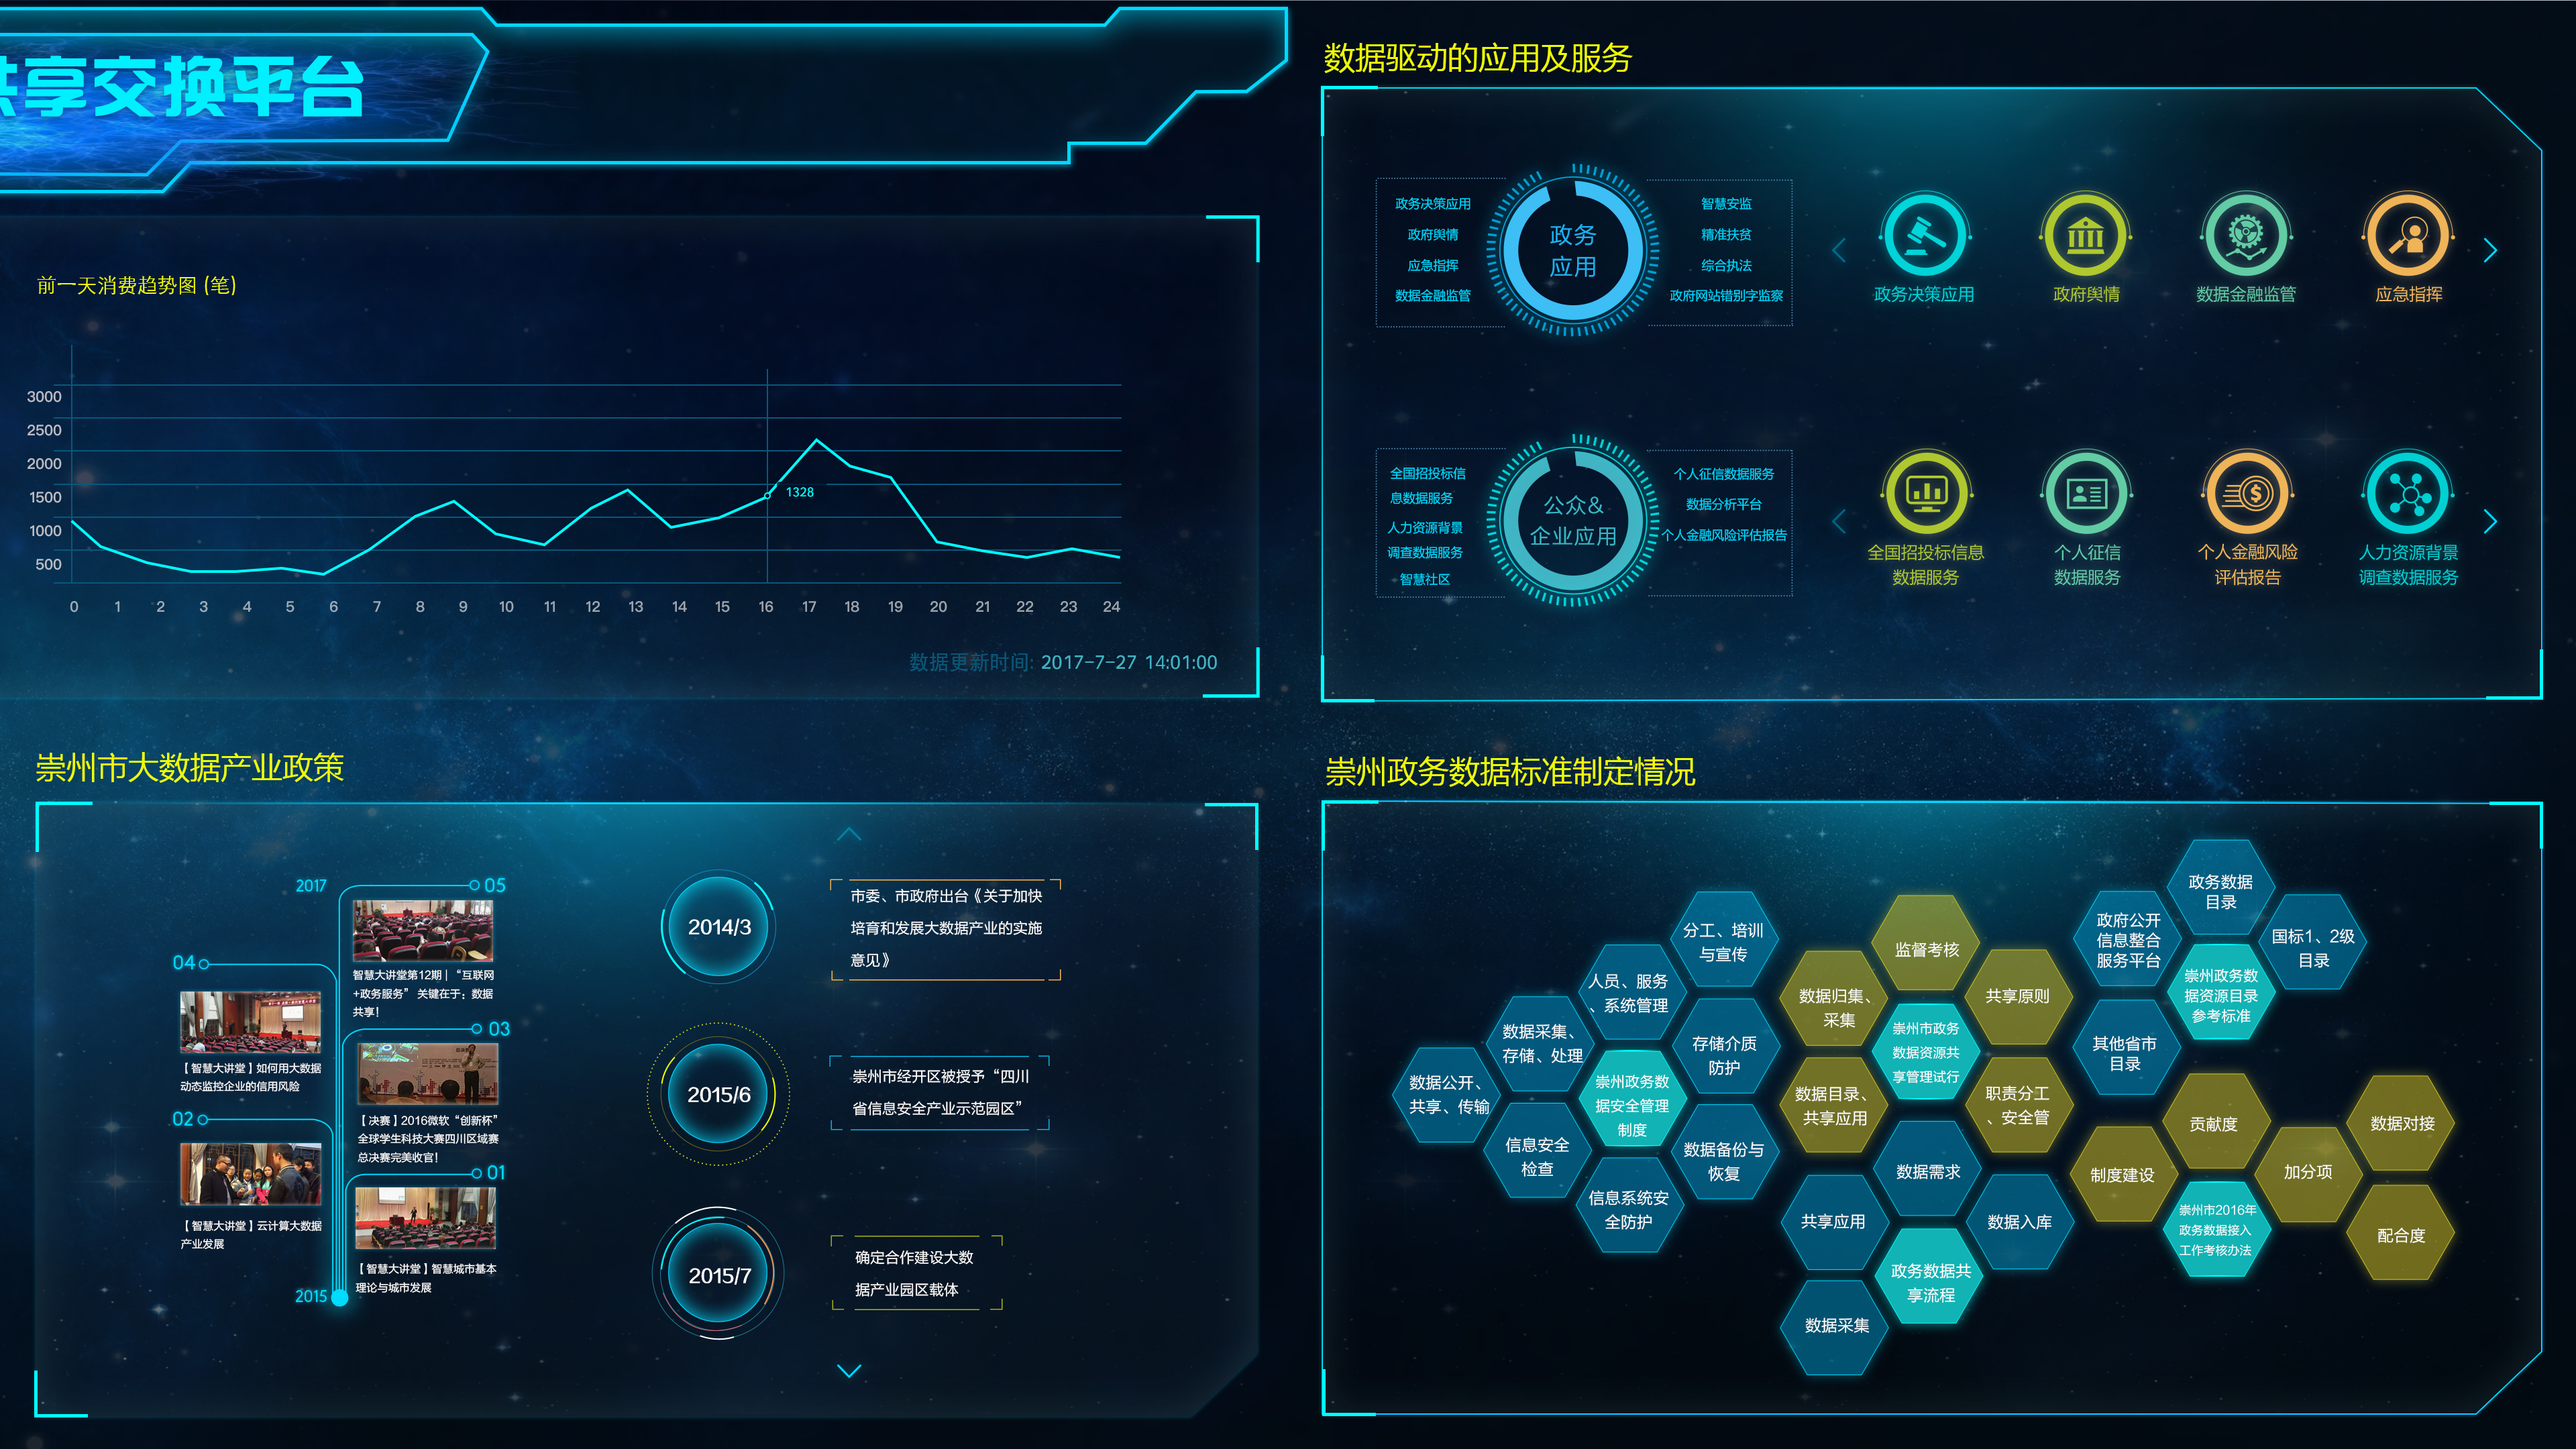 共享交换平台
前一天消费趋势图 (笔)
3000
2500
2000
1500
1000
500
1328
0 1 2 3 4 5 6 7 8 9 10 11 12 13 14 15 16 17 18 19 20 21 22 23 24
数据更新时间: 2017-7-27 14:01:00
数据驱动的应用及服务
政务决策应用
政府舆情
应急指挥
数据金融监管
政务
应用
智慧安监
精准扶贫
综合执法
政府网站错别字监察
政务决策应用
政府舆情
数据金融监管
应急指挥
全国招投标信
息数据服务
人力资源背景
调查数据服务
智慧社区
公众&
企业应用
个人征信数据服务
数据分析平台
个人金融风险评估报告
全国招投标信息
数据服务
个人征信
数据服务
个人金融风险
评估报告
人力资源背景
调查数据服务
崇州市大数据产业政策
2017
05
智慧大讲堂第12期 | “互联网
+政务服务” 关键在于：数据
共享！
04
【智慧大讲堂】如何用大数据
动态监控企业的信用风险
03
【决赛】2016微软“创新杯”
全球学生科技大赛四川区域赛
总决赛完美收官！
02
【智慧大讲堂】云计算大数据
产业发展
01
【智慧大讲堂】智慧城市基本
理论与城市发展
2015
2014/3
市委、市政府出台《关于加快
培育和发展大数据产业的实施
意见》
2015/6
崇州市经开区被授予“四川
省信息安全产业示范园区”
2015/7
确定合作建设大数
据产业园区载体
崇州政务数据标准制定情况
分工、培训
与宣传
人员、服务
、系统管理
数据采集、
存储、处理
数据公开、
共享、传输
存储介质
防护
崇州政务数
据安全管理
制度
信息安全
检查
数据备份与
恢复
信息系统安
全防护
监督考核
数据归集、
采集
共享原则
崇州市政务
数据资源共
享管理试行
数据目录、
共享应用
职责分工
、安全管
数据需求
共享应用
数据入库
政务数据共
享流程
数据采集
政务数据
目录
政府公开
信息整合
服务平台
国标1、2级
目录
崇州政务数
据资源目录
参考标准
其他省市
目录
贡献度
数据对接
制度建设
加分项
崇州市2016年
政务数据接入
工作考核办法
配合度